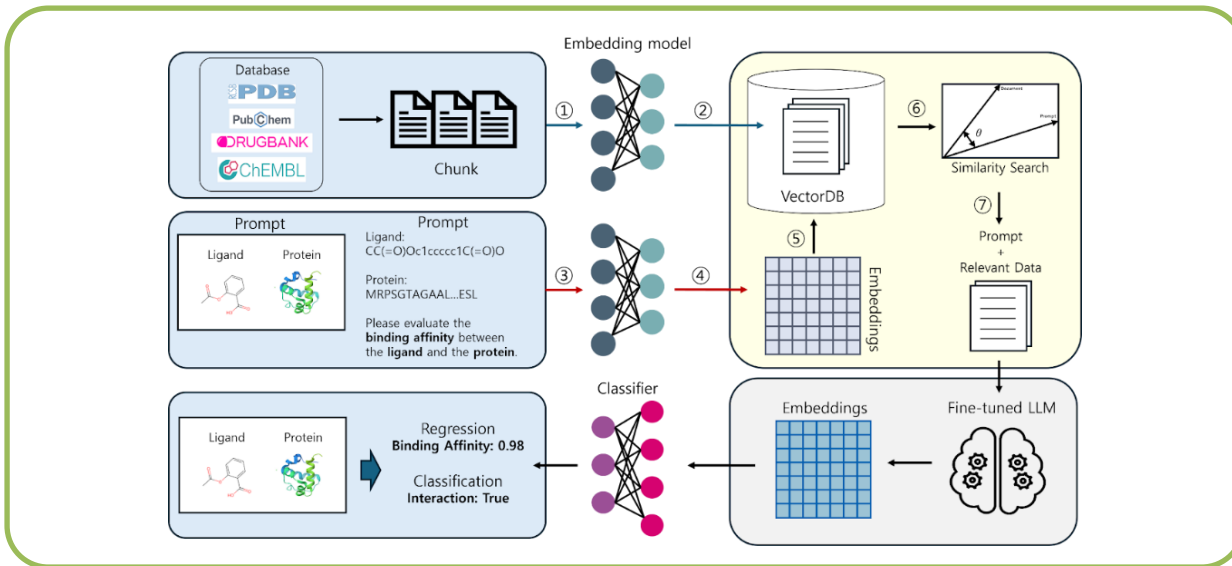 Embedding model
Database
PDB
PubChem
DRUGBANK
ChEMBL
Chunk
①
②
VectorDB
⑥
Document
Prompt
θ
Similarity Search
⑦
Prompt
+
Relevant Data
Prompt
Ligand
Protein
Prompt
Ligand:
CC(=O)Oc1ccccc1C(=O)O
Protein:
MRPSGTAGAAL...ESL
Please evaluate the
binding affinity between
the ligand and the protein.
③
④
⑤
Embeddings
Fine-tuned LLM
Embeddings
Classifier
Ligand
Protein
Regression
Binding Affinity: 0.98
Classification
Interaction: True